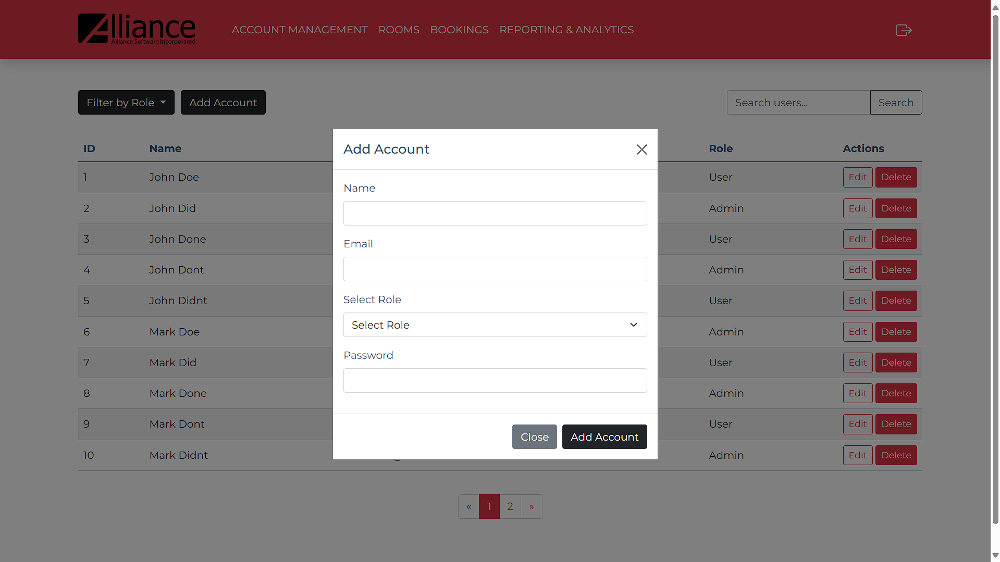 Alliance
Alliance Software Incorporated
ACCOUNT MANAGEMENT ROOMS BOOKINGS REPORTING & ANALYTICS
Filter by Role Add Account Search users... Search
Add Account
ID Name Role Actions
1 John Doe User Edit Delete
Name
2 John Did Admin Edit Delete
3 John Done User Edit Delete
Email
4 John Dont Admin Edit Delete
5 John Didnt User Edit Delete
Select Role
Select Role
6 Mark Doe Admin Edit Delete
7 Mark Did User Edit Delete
Password
8 Mark Done Admin Edit Delete
9 Mark Dont User Edit Delete
Close Add Account
10 Mark Didnt Admin Edit Delete
« 1 2 »